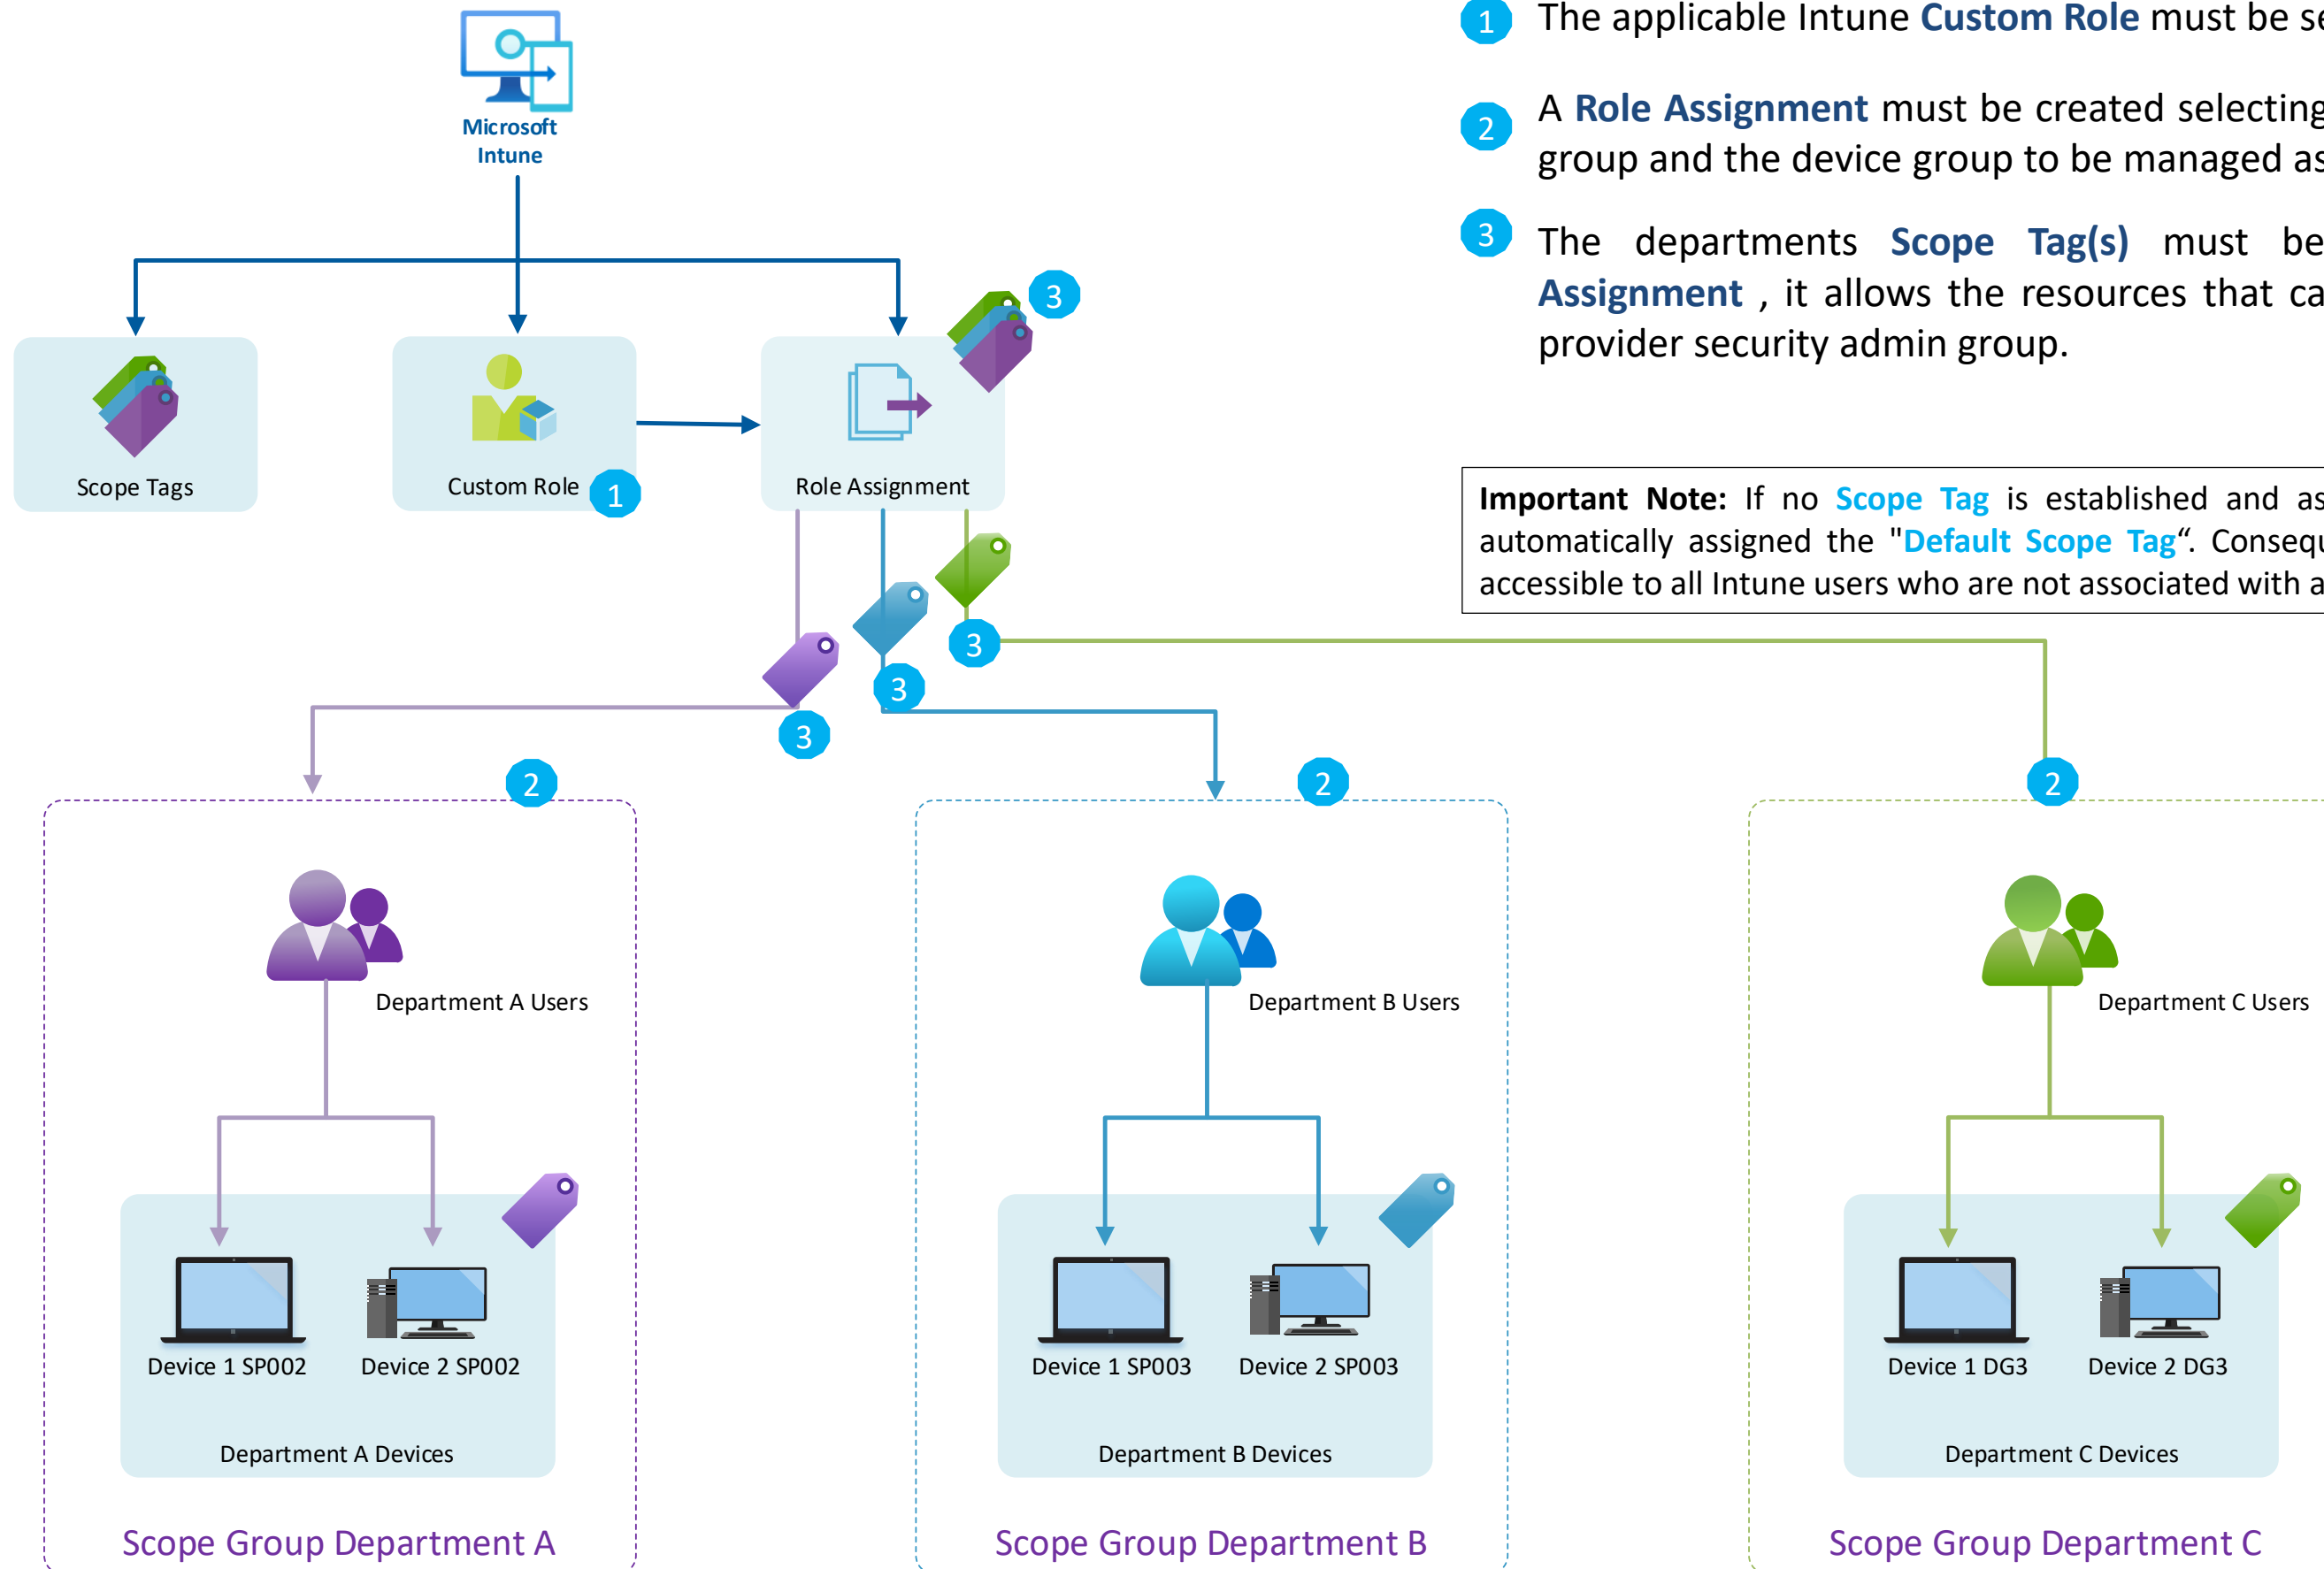 1 The applicable Intune Custom Role must be
2 A Role Assignment must be created selecting
group and the device group to be managed
3 The departments Scope Tag(s) must be
Assignment , it allows the resources that
provider security admin group.
Microsoft
Intune
3
Scope Tags
Custom Role 1
Role Assignment
Important Note: If no Scope Tag is established and
automatically assigned the "Default Scope Tag“.
accessible to all Intune users who are not associated with
3
3
3
2
2
2
Department A Users
Department B Users
Department C Users
Device 1 SP002
Device 2 SP002
Device 1 SP003
Device 2 SP003
Device 1 DG3
Device 2 DG3
Department A Devices
Department B Devices
Department C Devices
Scope Group Department A
Scope Group Department B
Scope Group Department C